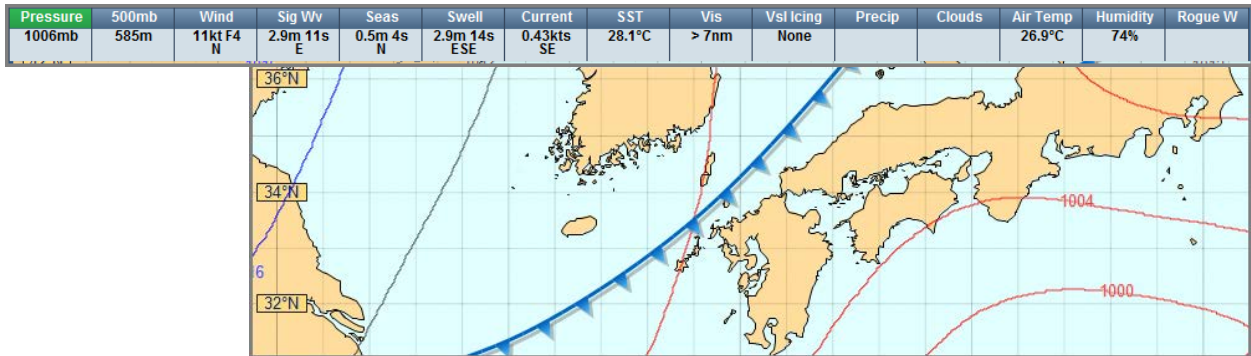 Pressure 500mb Wind Sig Wv Seas Swell Current SST Vis Vsl Icing Precip Clouds Air Temp Humidity Rogue W
1006mb 585m 11kt F4 2.9m 11s 0.5m 4s 2.9m 14s 0.43kts 28.1°C > 7nm None 26.9°C 74%
N E N ESE SE
36°N
34°N
1004
6
1000
32°N